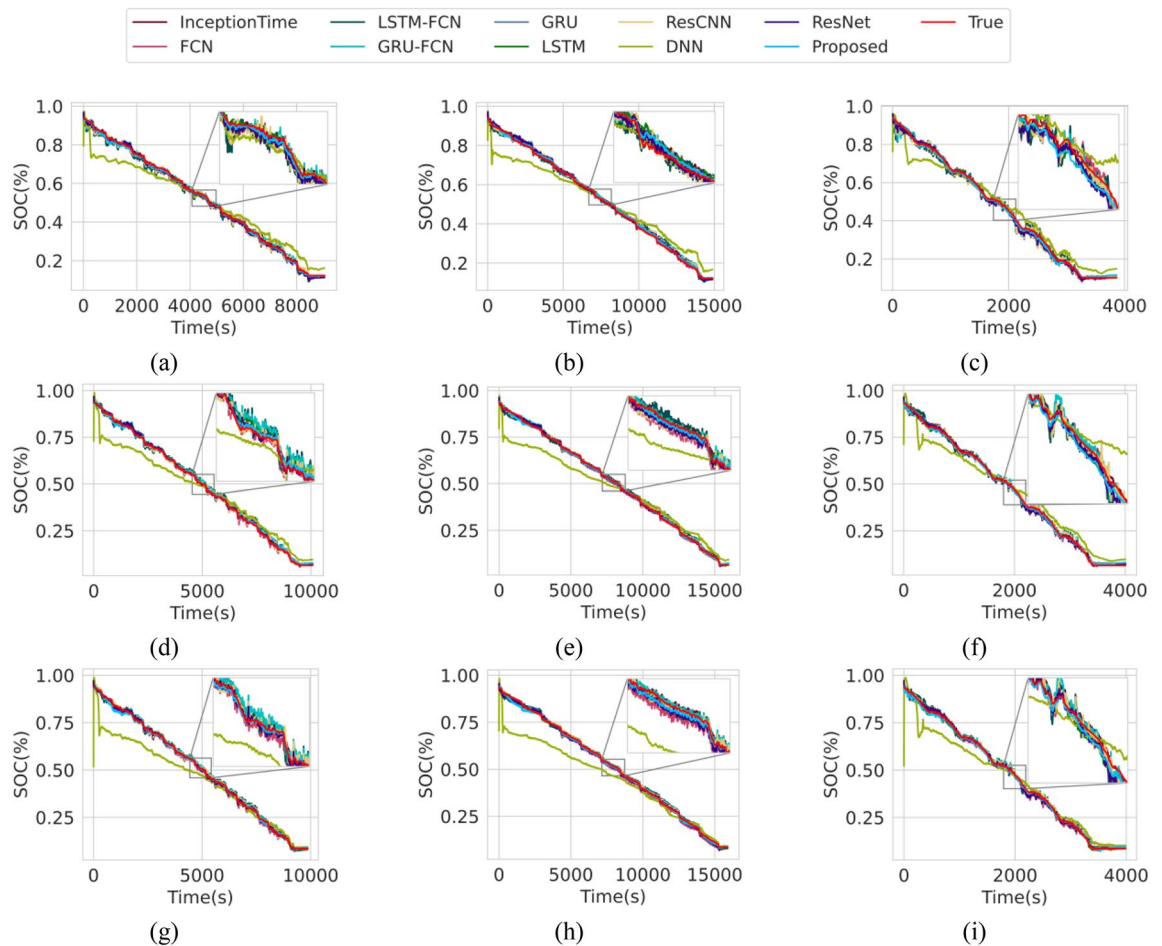 InceptionTime LSTM-FCN GRU ResCNN ResNet True
FCN GRU-FCN LSTM DNN Proposed
1.0
0.8
0.6
0.4
0.2
SOC(%)
0 2000 4000 6000 8000
Time(s)
(a)
1.0
0.8
0.6
0.4
0.2
SOC(%)
0 5000 10000 15000
Time(s)
(b)
1.0
0.8
0.6
0.4
0.2
SOC(%)
0 2000 4000
Time(s)
(c)
1.00
0.75
0.50
0.25
SOC(%)
0 5000 10000
Time(s)
(d)
1.00
0.75
0.50
0.25
SOC(%)
0 5000 10000 15000
Time(s)
(e)
1.00
0.75
0.50
0.25
SOC(%)
0 2000 4000
Time(s)
(f)
1.00
0.75
0.50
0.25
SOC(%)
0 5000 10000
Time(s)
(g)
1.00
0.75
0.50
0.25
SOC(%)
0 5000 10000 15000
Time(s)
(h)
1.00
0.75
0.50
0.25
SOC(%)
0 2000 4000
Time(s)
(i)